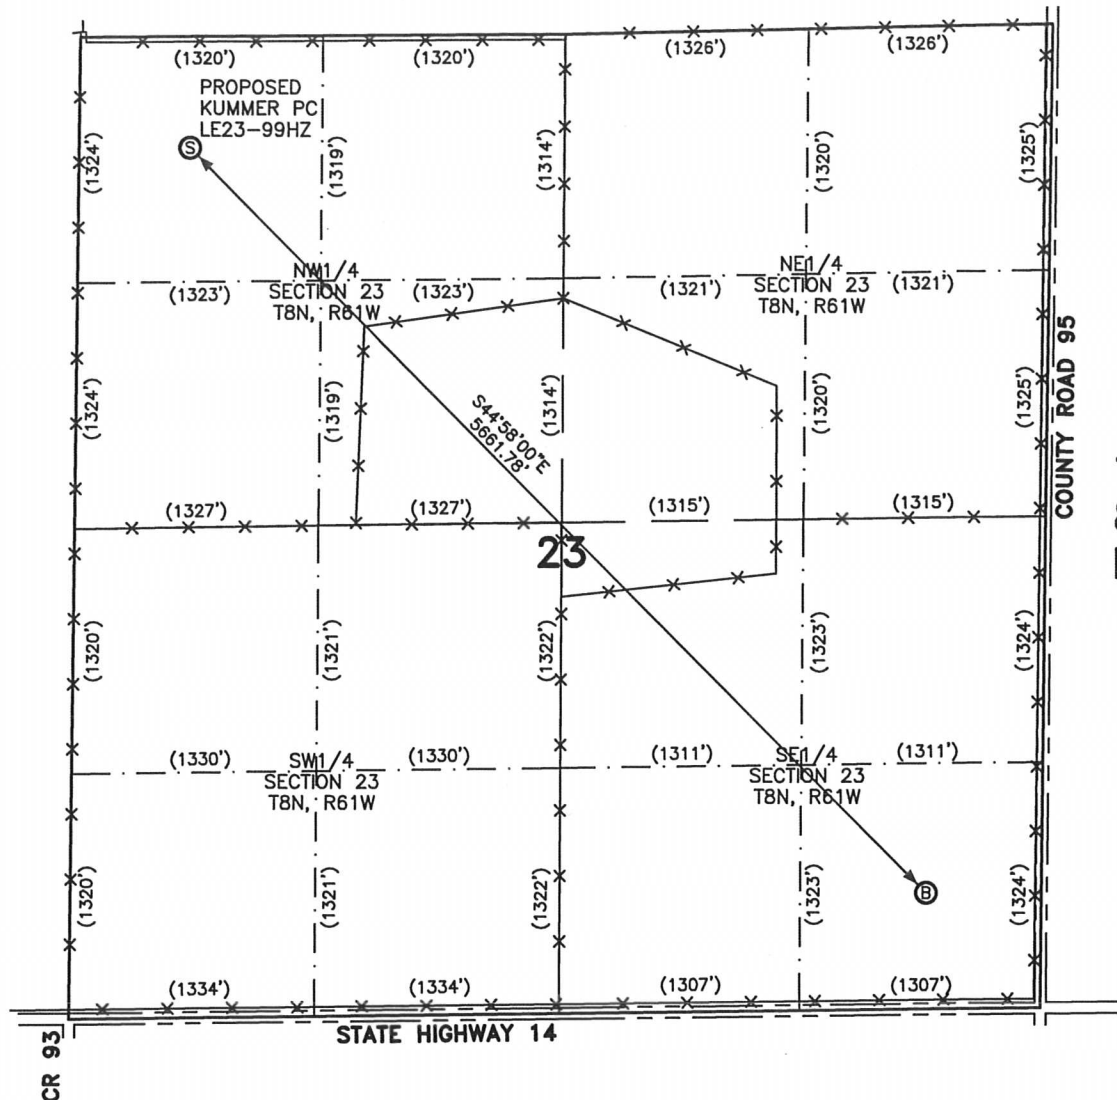 (1320')
(1320')
(1326')
(1326')
PROPOSED
KUMMER PC
LE23-99HZ
S
(1324')
(1319')
(1314')
(1320')
(1325')
NW1/4
SECTION 23
T8N, R61W
NE1/4
SECTION 23
T8N, R61W
(1323')
(1323')
(1321')
(1321')
(1324')
(1319')
(1314')
(1320')
(1325')
COUNTY ROAD 95
S44°58'00"E
5661.78'
(1327')
(1327')
(1315')
(1315')
23
(1320')
(1321')
(1322')
(1323')
(1324')
(1330')
(1330')
(1311')
(1311')
SW1/4
SECTION 23
T8N, R61W
SE1/4
SECTION 23
T8N, R61W
(1320')
(1321')
(1322')
(1323')
(1324')
B
(1334')
(1334')
(1307')
(1307')
STATE HIGHWAY 14
CR 93